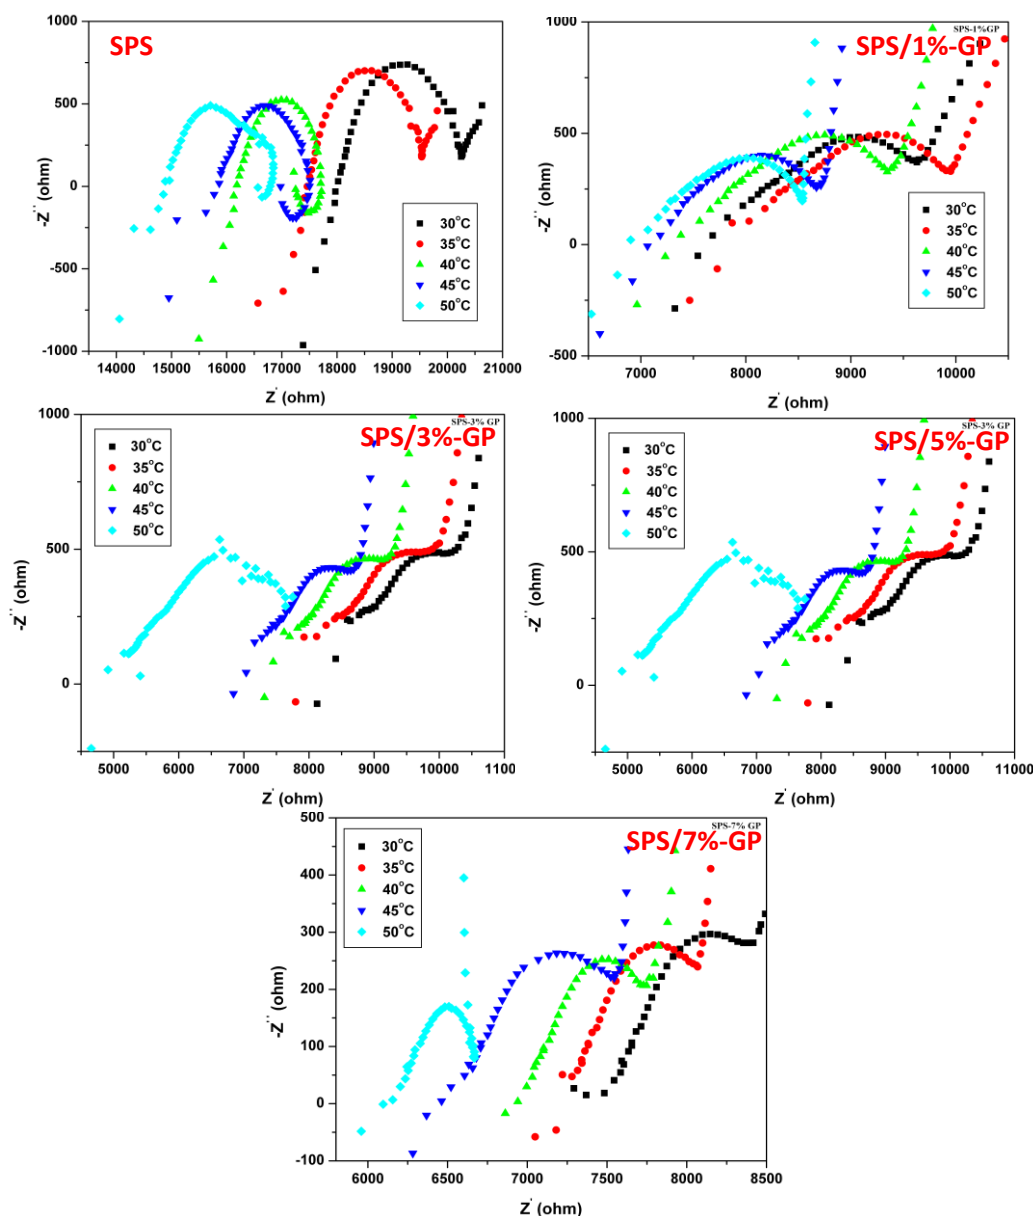 SPS
1000
500
0
-500
-1000
-Z'' (ohm)
30°C
35°C
40°C
45°C
50°C
14000 15000 16000 17000 18000 19000 20000 21000
Z' (ohm)
SPS-1%GP
SPS/1%-GP
1000
500
0
-500
-Z'' (ohm)
30°C
35°C
40°C
45°C
50°C
7000 8000 9000 10000
Z' (ohm)
SPS-3% GP
SPS/3%-GP
1000
500
0
-Z'' (ohm)
30°C
35°C
40°C
45°C
50°C
5000 6000 7000 8000 9000 10000 1100
Z' (ohm)
SPS-3% GP
SPS/5%-GP
1000
500
0
-Z'' (ohm)
30°C
35°C
40°C
45°C
50°C
5000 6000 7000 8000 9000 10000 11000
Z' (ohm)
SPS-7% GP
SPS/7%-GP
500
400
300
200
100
0
-100
-Z'' (ohm)
30°C
35°C
40°C
45°C
50°C
6000 6500 7000 7500 8000 8500
Z' (ohm)